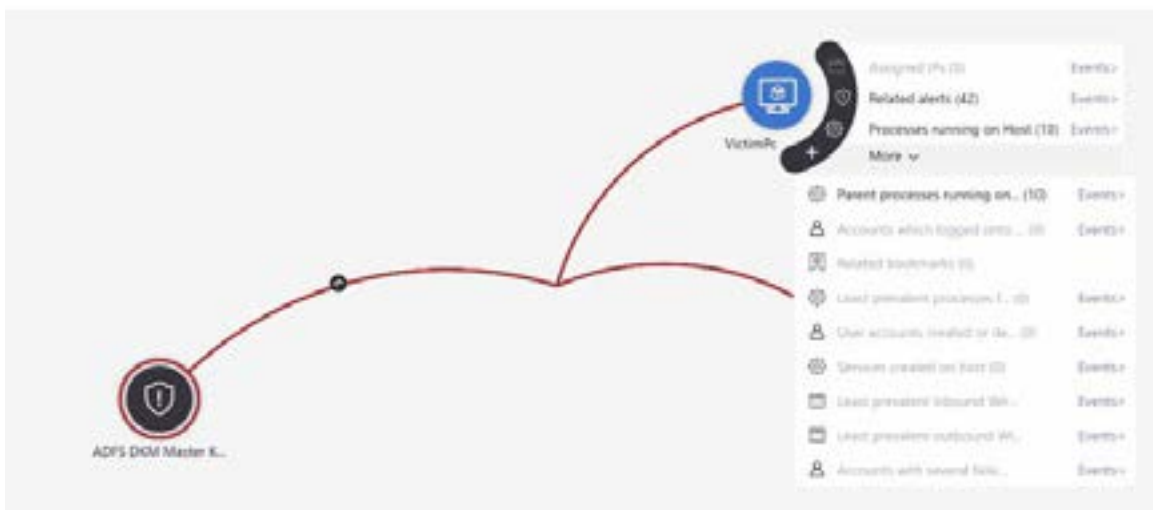 Assigned IPs (0) Events>
Related alerts (42) Events>
Processes running on Host (18) Events>
More
VictimPc
Parent processes running on... (10) Events>
Accounts which logged onto ... (0) Events>
Related bookmarks (0)
Least prevalent processes f... (0) Events>
User accounts created or de... (0) Events>
Services created on host (0) Events>
Least prevalent inbound Wi... Events>
Least prevalent outbound Wi... Events>
Accounts with several faile... Events>
ADFS DKM Master K...